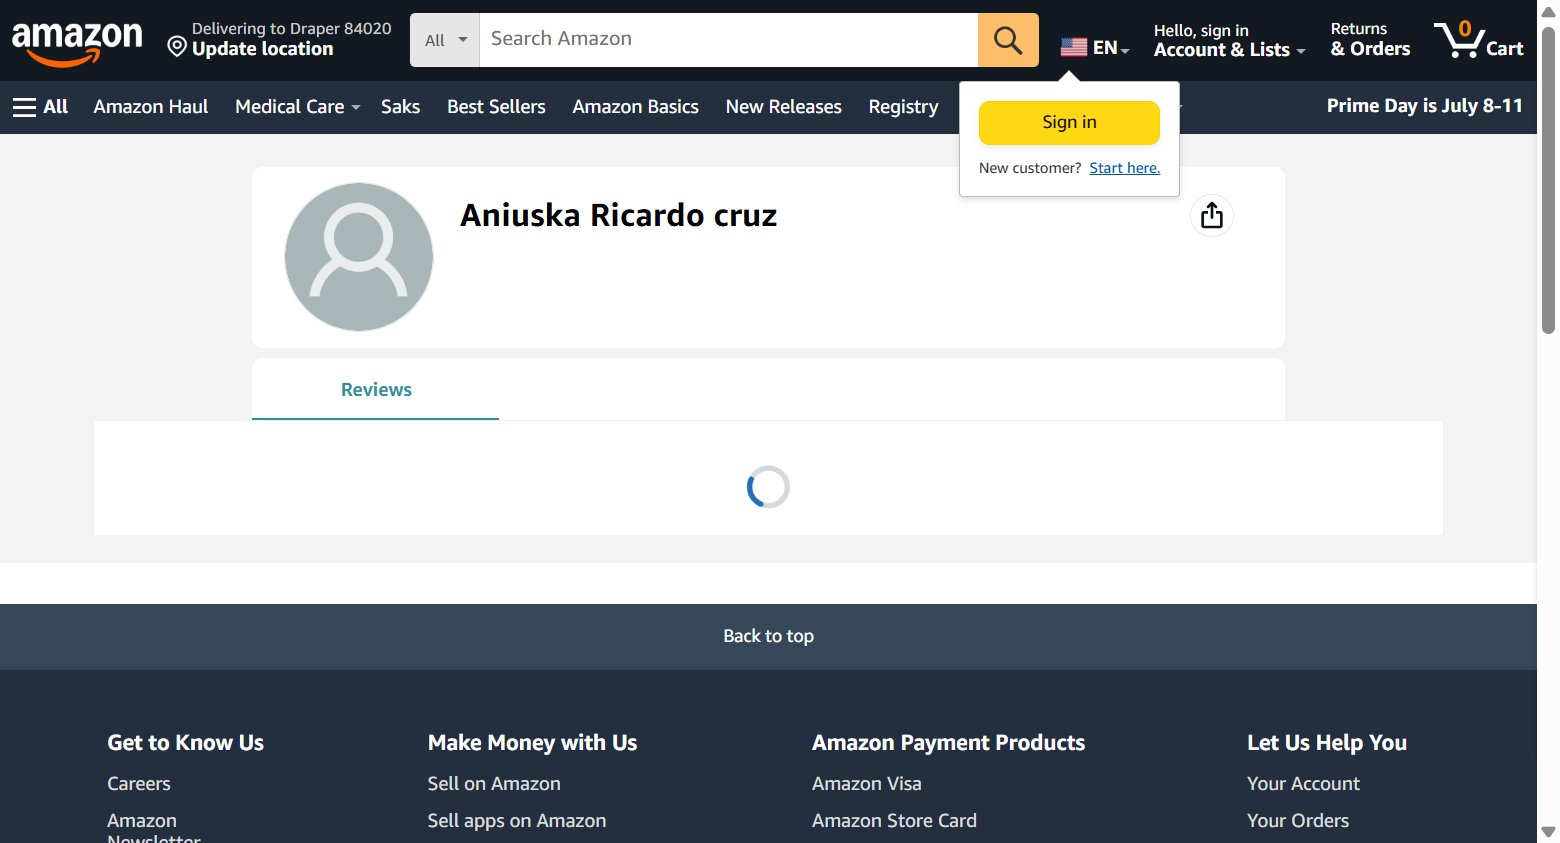 amazon
Delivering to Draper 84020
Update location
All
Search Amazon
EN
Hello, sign in
Account & Lists
Returns
& Orders
0
Cart
All
Amazon Haul
Medical Care
Saks
Best Sellers
Amazon Basics
New Releases
Registry
Prime Day is July 8-11
Sign in
New customer? Start here.
Aniuska Ricardo cruz
Reviews
Back to top
Get to Know Us
Make Money with Us
Amazon Payment Products
Let Us Help You
Careers
Sell on Amazon
Amazon Visa
Your Account
Amazon
Newsletter
Sell apps on Amazon
Amazon Store Card
Your Orders